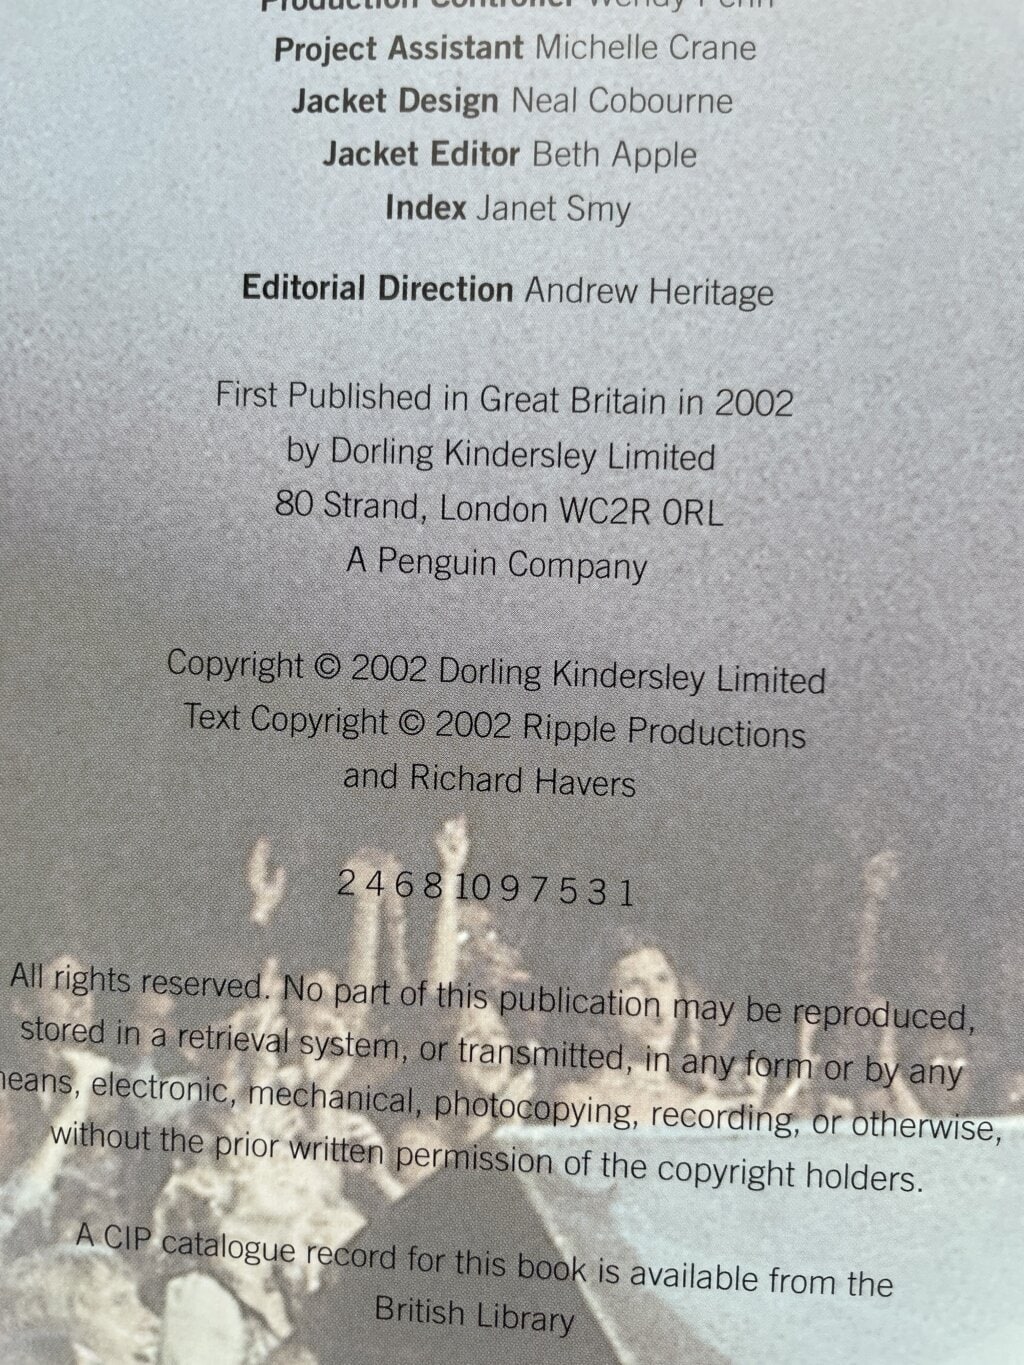 Production Controller Wendy Penn
Project Assistant Michelle Crane
Jacket Design Neal Cobourne
Jacket Editor Beth Apple
Index Janet Smy
Editorial Direction Andrew Heritage
First Published in Great Britain in 2002
by Dorling Kindersley Limited
80 Strand, London WC2R 0RL
A Penguin Company
Copyright © 2002 Dorling Kindersley Limited
Text Copyright © 2002 Ripple Productions
and Richard Havers
2 4 6 8 10 9 7 5 3 1
All rights reserved. No part of this publication may be reproduced,
stored in a retrieval system, or transmitted, in any form or by any
means, electronic, mechanical, photocopying, recording, or otherwise,
without the prior written permission of the copyright holders.
A CIP catalogue record for this book is available from the
British Library